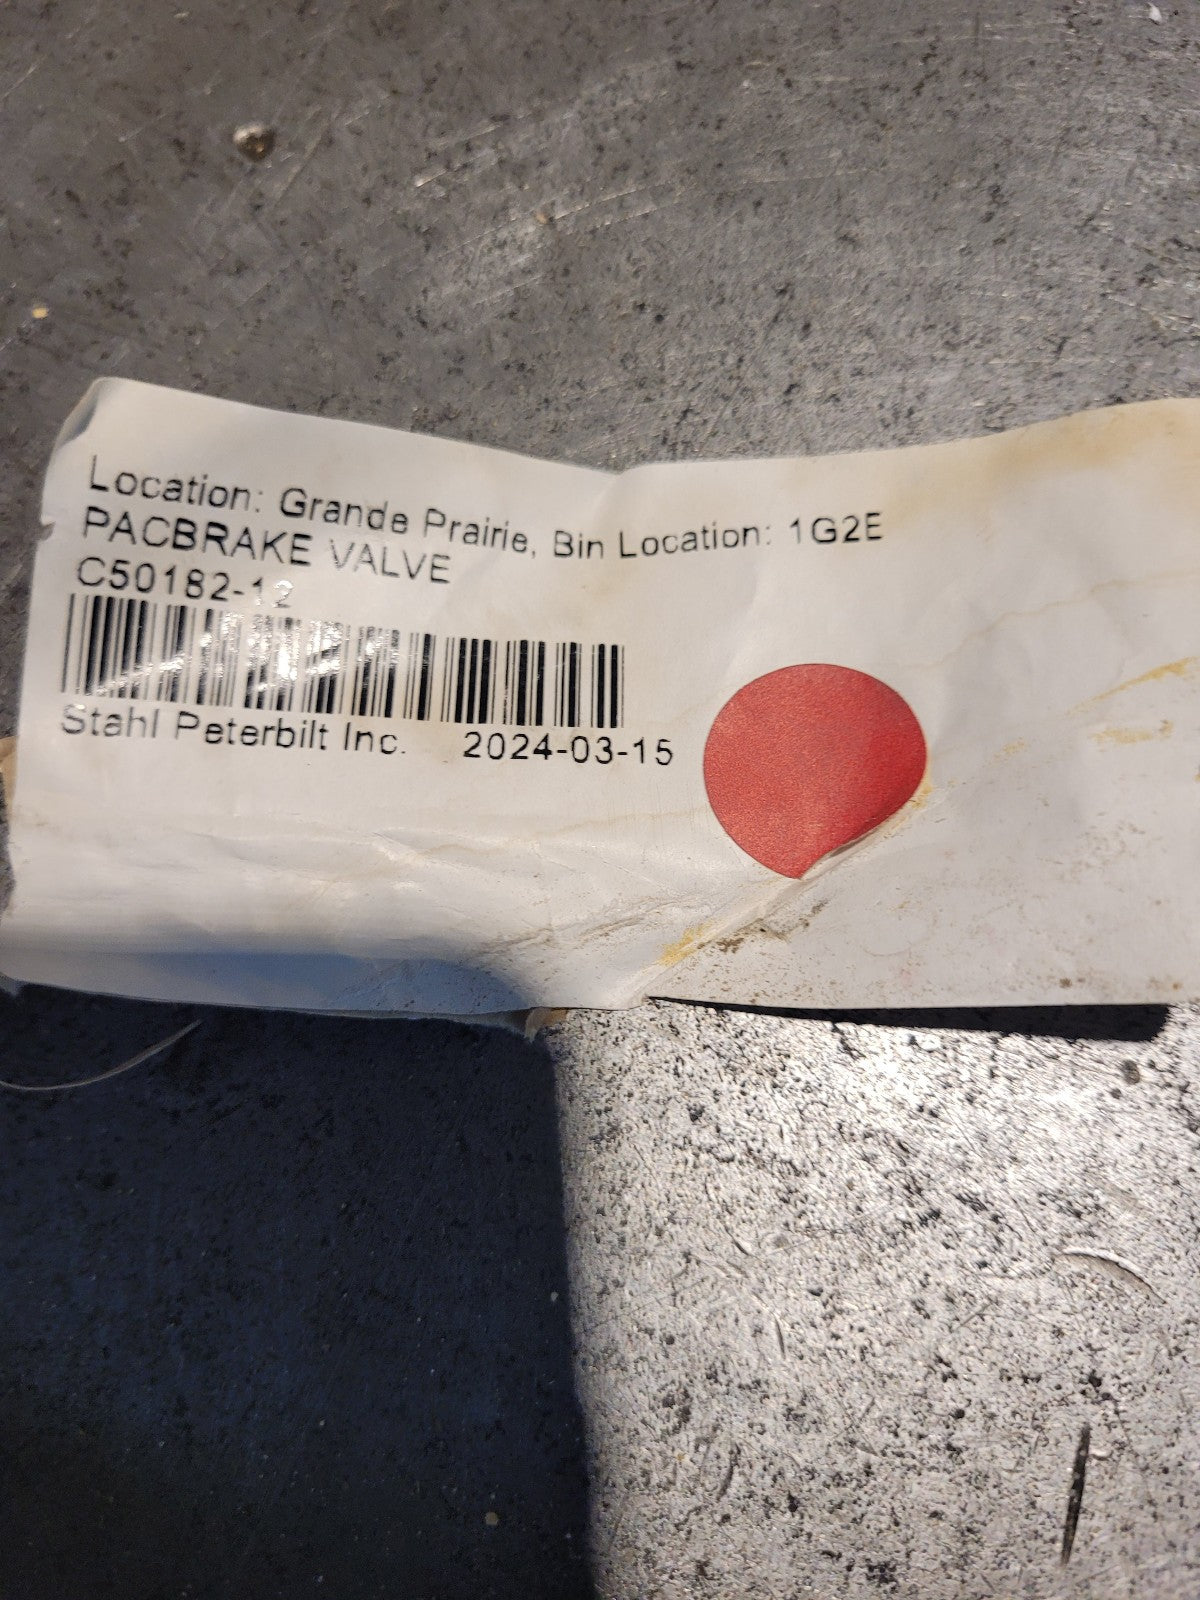 Location: Grande Prairie, Bin Location: 1G2E
PACBRAKE VALVE
C50182-12
Stahl Peterbilt Inc. 2024-03-15